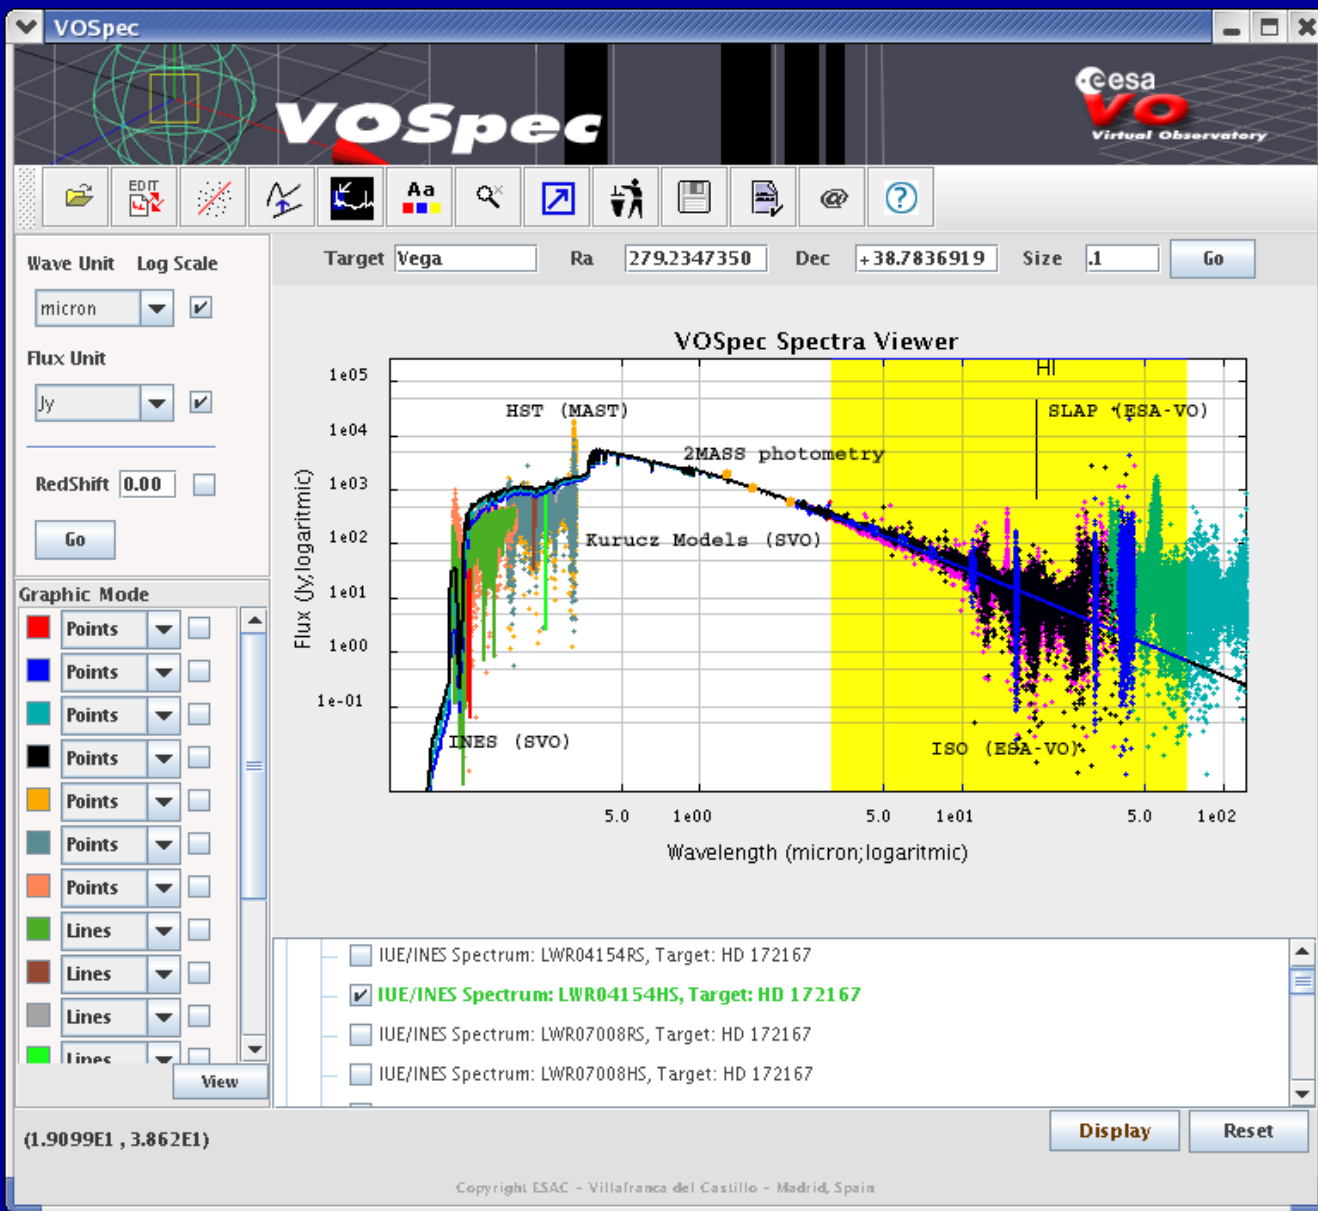 VOSpec
VOSpec
esa
VO
Virtual Observatory
EDIT
Aa
@
?
Wave Unit Log Scale
micron
Flux Unit
Jy
RedShift 0.00
Go
Target Vega Ra 279.2347350 Dec +38.7836919 Size .1 Go
VOSpec Spectra Viewer
1e05
1e04
1e03
1e02
1e01
1e00
1e-01
Flux (Jy,logaritmic)
HI
HST (MAST)
SLAP (ESA-VO)
2MASS photometry
Kurucz Models (SVO)
INES (SVO)
ISO (ESA-VO)
5.0 1e00 5.0 1e01 5.0 1e02
Wavelength (micron;logaritmic)
Graphic Mode
Points
Points
Points
Points
Points
Points
Points
Lines
Lines
Lines
Lines
View
IUE/INES Spectrum: LWR04154RS, Target: HD 172167
IUE/INES Spectrum: LWR04154HS, Target: HD 172167
IUE/INES Spectrum: LWR07008RS, Target: HD 172167
IUE/INES Spectrum: LWR07008HS, Target: HD 172167
(1.9099E1 , 3.862E1)
Display Reset
Copyright ESAC - Villafranca del Castillo - Madrid, Spain